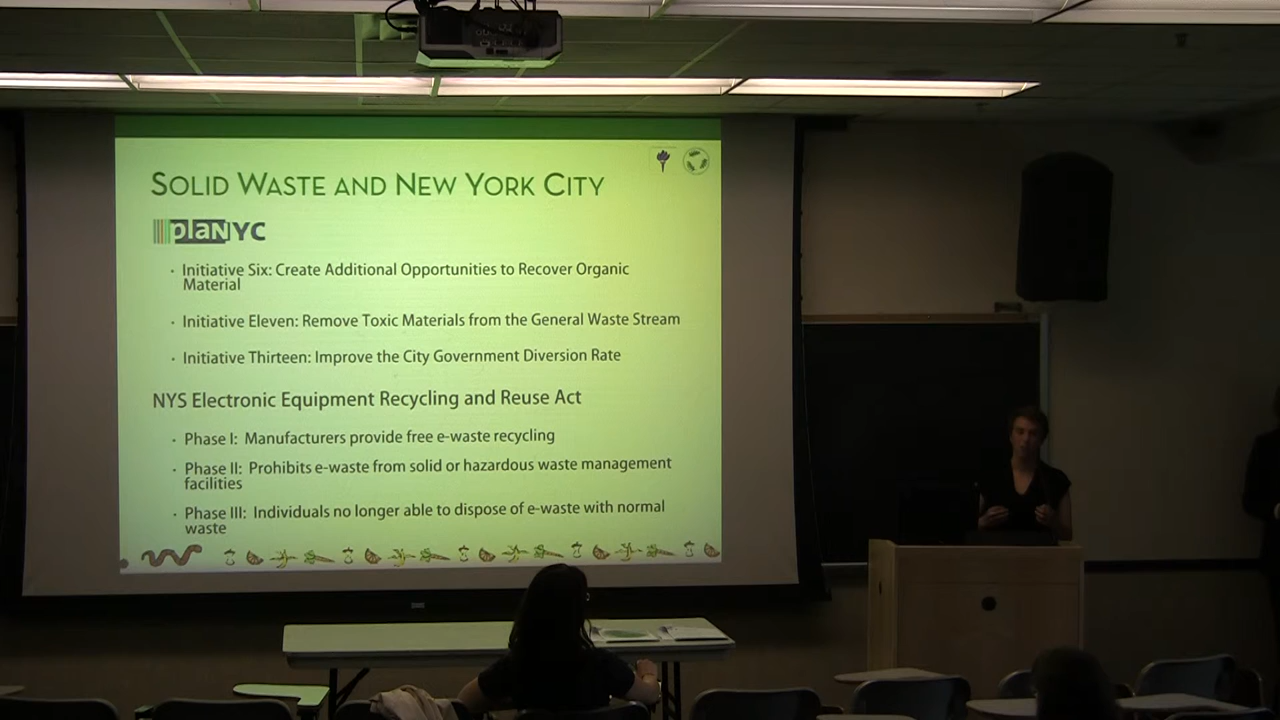 SOLID WASTE AND NEW YORK CITY
plaNYC
· Initiative Six: Create Additional Opportunities to Recover Organic
Material
· Initiative Eleven: Remove Toxic Materials from the General Waste Stream
· Initiative Thirteen: Improve the City Government Diversion Rate
NYS Electronic Equipment Recycling and Reuse Act
· Phase I: Manufacturers provide free e-waste recycling
· Phase II: Prohibits e-waste from solid or hazardous waste management
facilities
· Phase III: Individuals no longer able to dispose of e-waste with normal
waste